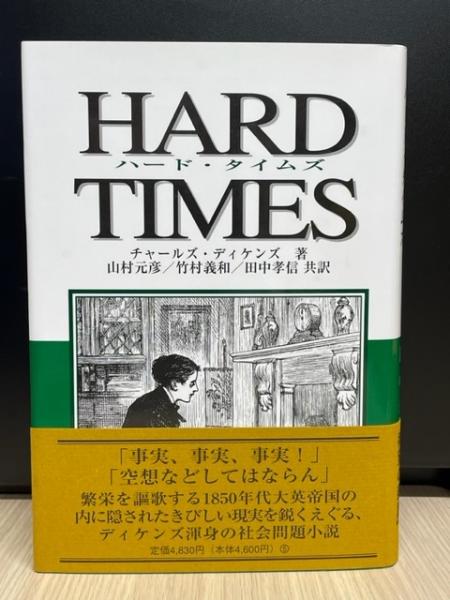 HARD
ハード・タイムズ
TIMES
チャールズ・ディケンズ 著
山村元彦／竹村義和／田中孝信 共訳
「事実、事実、事実！」
「空想などしてはならん」
繁栄を謳歌する1850年代大英帝国の
内に隠されたきびしい現実を鋭くえぐる、
ディケンズ渾身の社会問題小説
定価4,830円（本体4,600円）⑤